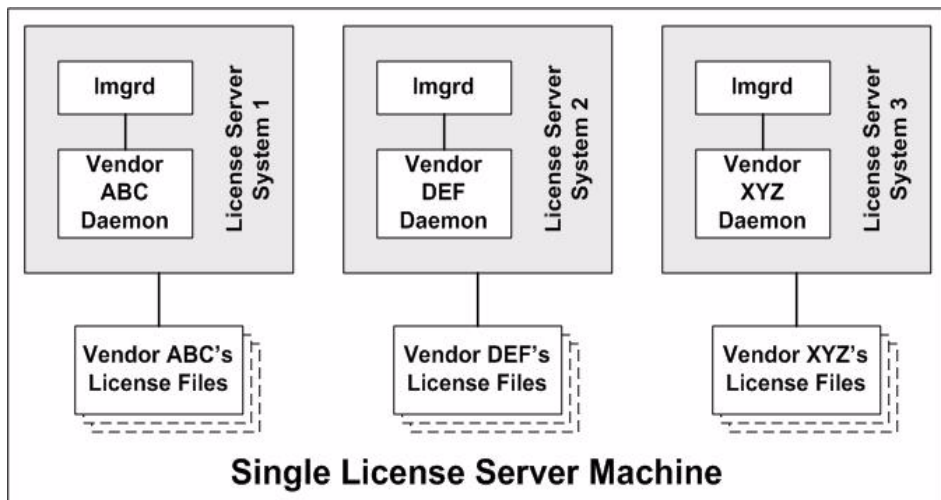 lmgrd
Vendor
ABC
Daemon
License Server
System 1
lmgrd
Vendor
DEF
Daemon
License Server
System 2
lmgrd
Vendor
XYZ
Daemon
License Server
System 3
Vendor ABC's
License Files
Vendor DEF's
License Files
Vendor XYZ's
License Files
Single License Server Machine